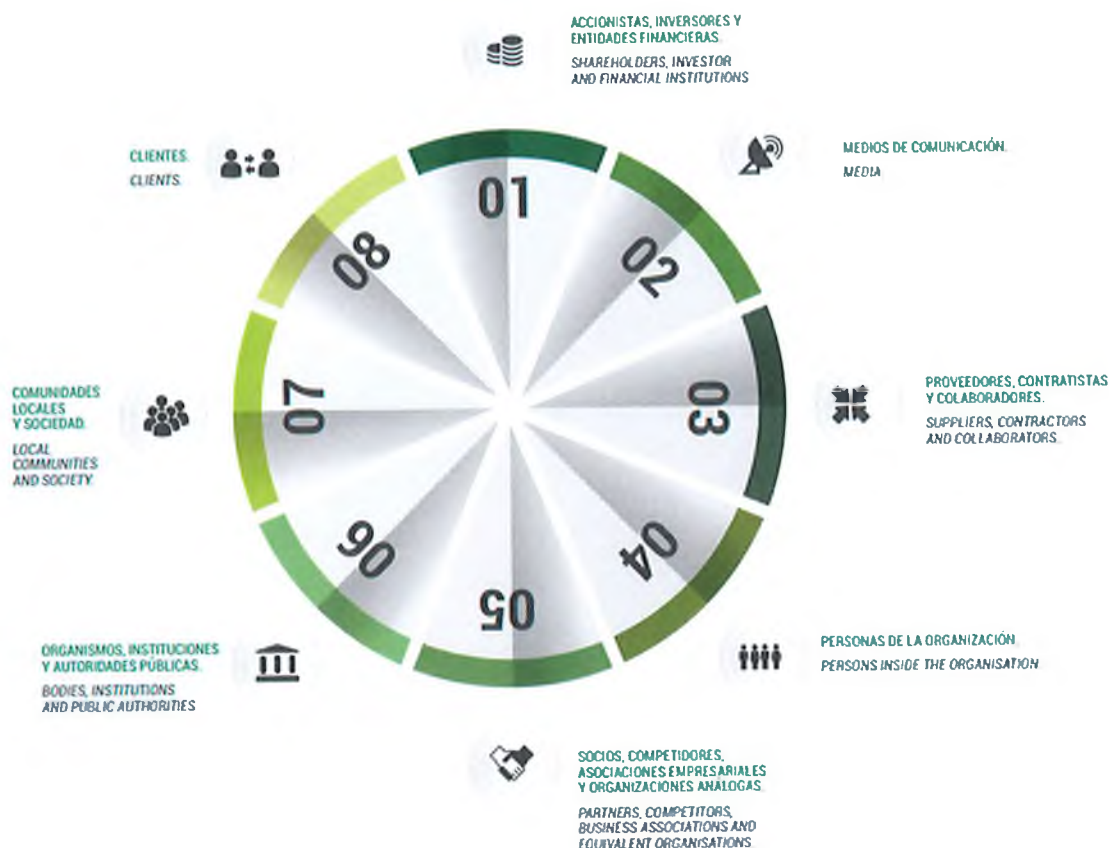 ACCIONISTAS, INVERSORES Y
ENTIDADES FINANCIERAS.
SHAREHOLDERS, INVESTOR
AND FINANCIAL INSTITUTIONS
MEDIOS DE COMUNICACIÓN.
MEDIA.
PROVEEDORES, CONTRATISTAS
Y COLABORADORES.
SUPPLIERS, CONTRACTORS
AND COLLABORATORS.
PERSONAS DE LA ORGANIZACIÓN.
PERSONS INSIDE THE ORGANISATION.
SOCIOS, COMPETIDORES,
ASOCIACIONES EMPRESARIALES
Y ORGANIZACIONES ANÁLOGAS.
PARTNERS, COMPETITORS,
BUSINESS ASSOCIATIONS AND
EQUIVALENT ORGANISATIONS.
ORGANISMOS, INSTITUCIONES
Y AUTORIDADES PÚBLICAS.
BODIES, INSTITUTIONS
AND PUBLIC AUTHORITIES
COMUNIDADES
LOCALES
Y SOCIEDAD.
LOCAL
COMMUNITIES
AND SOCIETY.
CLIENTES.
CLIENTS.
01
02
03
04
05
06
07
08